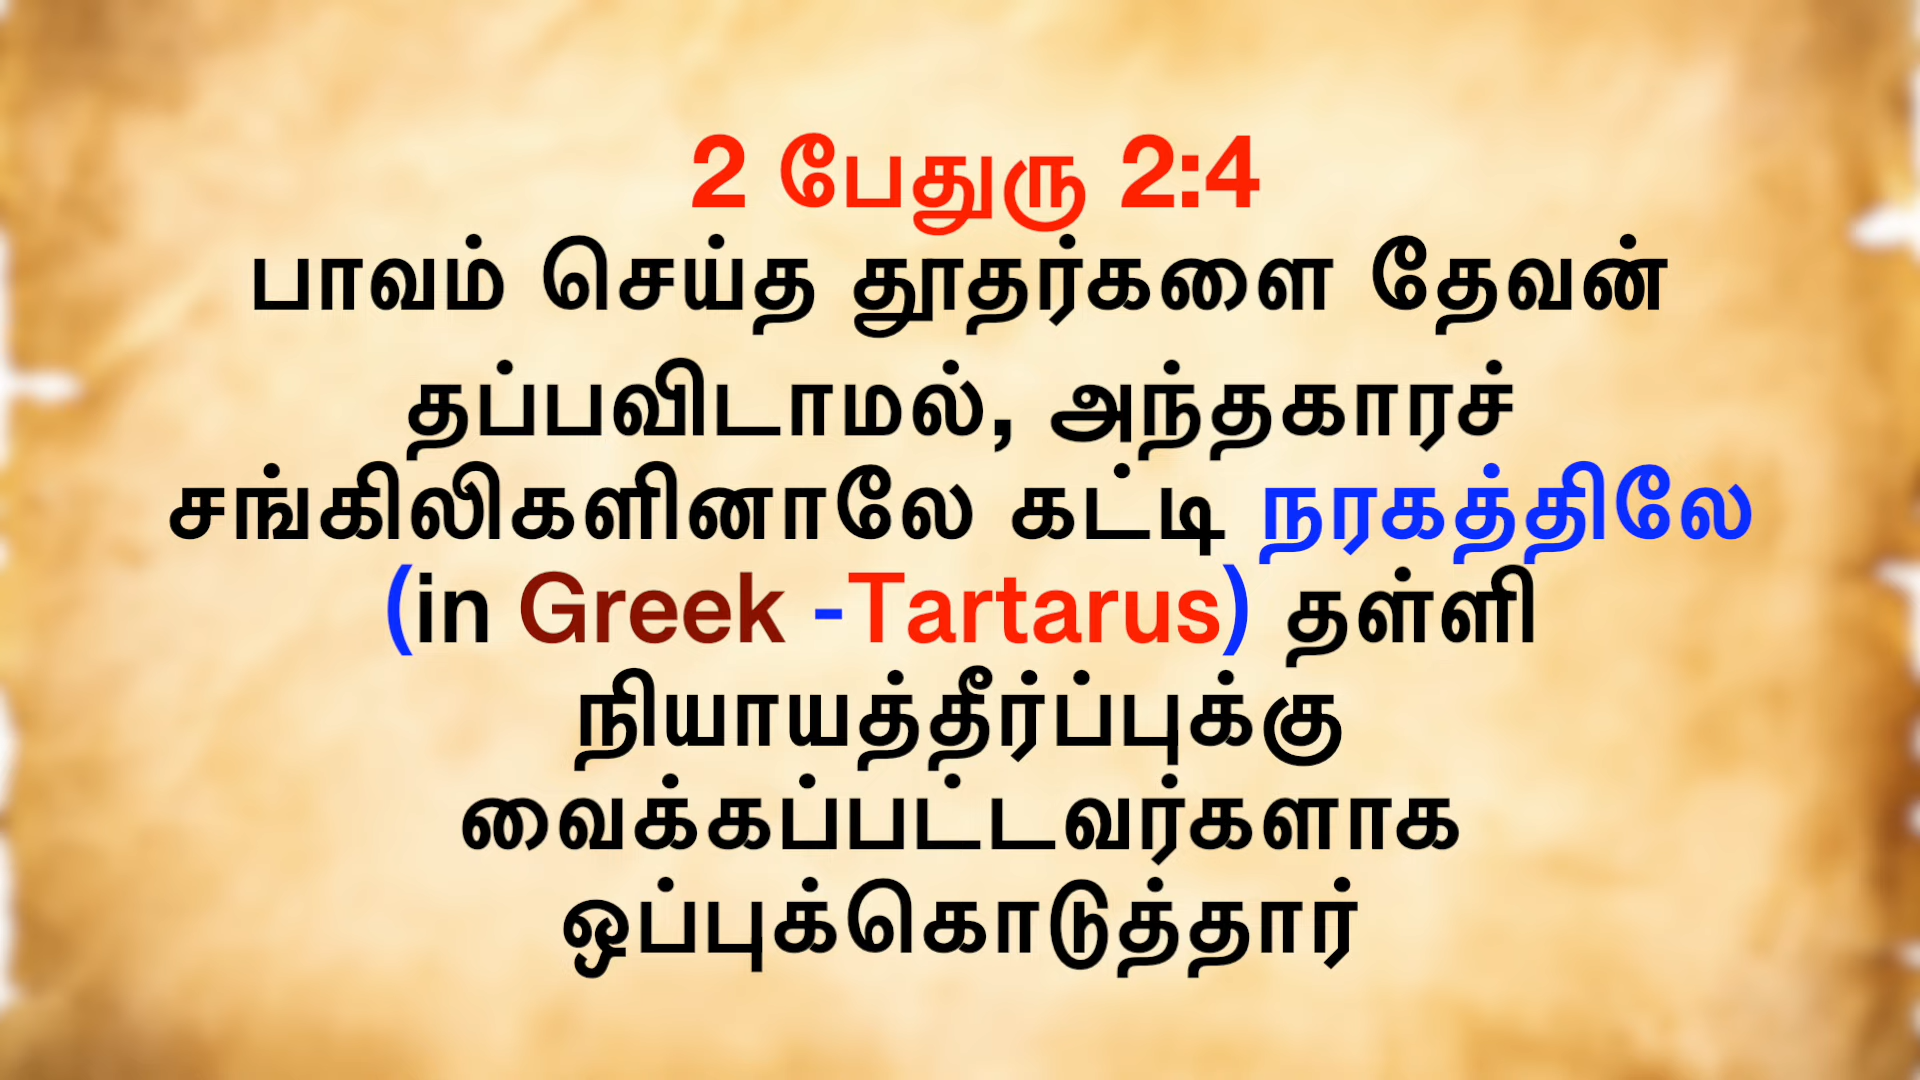 2 பேதுரு 2:4
பாவம் செய்த தூதர்களை தேவன்
தப்பவிடாமல், அந்தகாரச்
சங்கிலிகளினாலே கட்டி நரகத்திலே
(in Greek -Tartarus) தள்ளி
நியாயத்தீர்ப்புக்கு
வைக்கப்பட்டவர்களாக
ஒப்புக்கொடுத்தார்